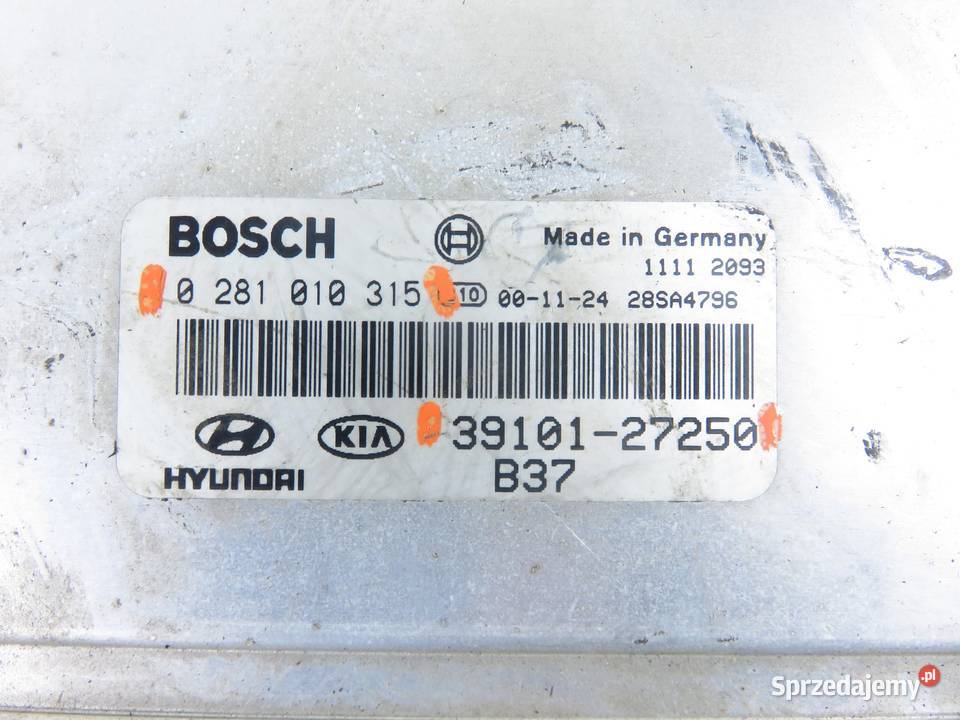 BOSCH Made in Germany
1111 2093
0 281 010 315 10 00-11-24 28SA4796
HYUNDAI KIA 39101-27250
B37
Sprzedajemy.pl